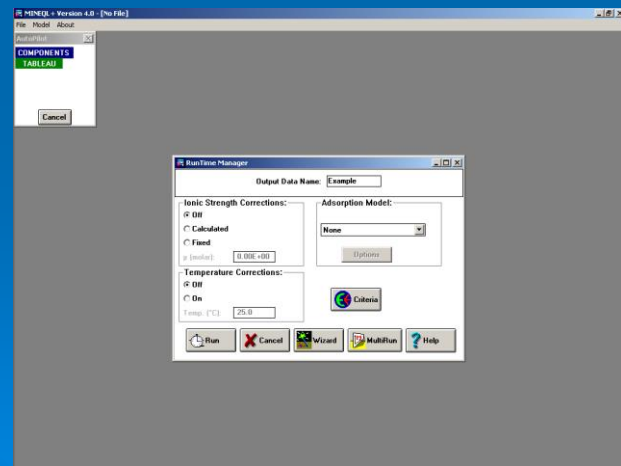 MINEQL+ Version 4.0 - [No File]
File Model About
AutoPilot
COMPONENTS
TABLEAU
Cancel
RunTime Manager
Output Data Name: Example
Ionic Strength Corrections:
Off
Calculated
Fixed
µ (molar): 0.00E+00
Temperature Corrections:
Off
On
Temp. (°C): 25.0
Adsorption Model:
None
Options
Criteria
Run Cancel Wizard MultiRun Help